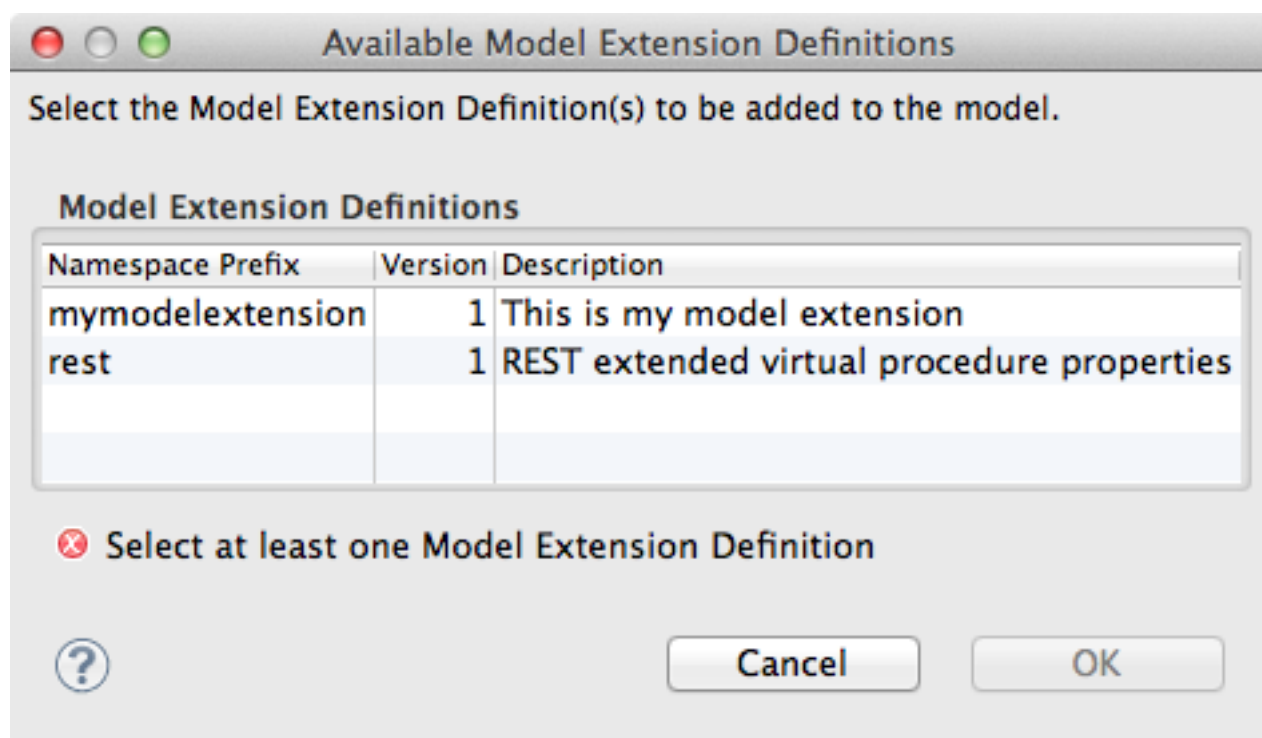 Available Model Extension Definitions
Select the Model Extension Definition(s) to be added to the model.
Model Extension Definitions
Namespace Prefix Version Description
mymodelextension 1 This is my model extension
rest 1 REST extended virtual procedure properties
Select at least one Model Extension Definition
? Cancel OK